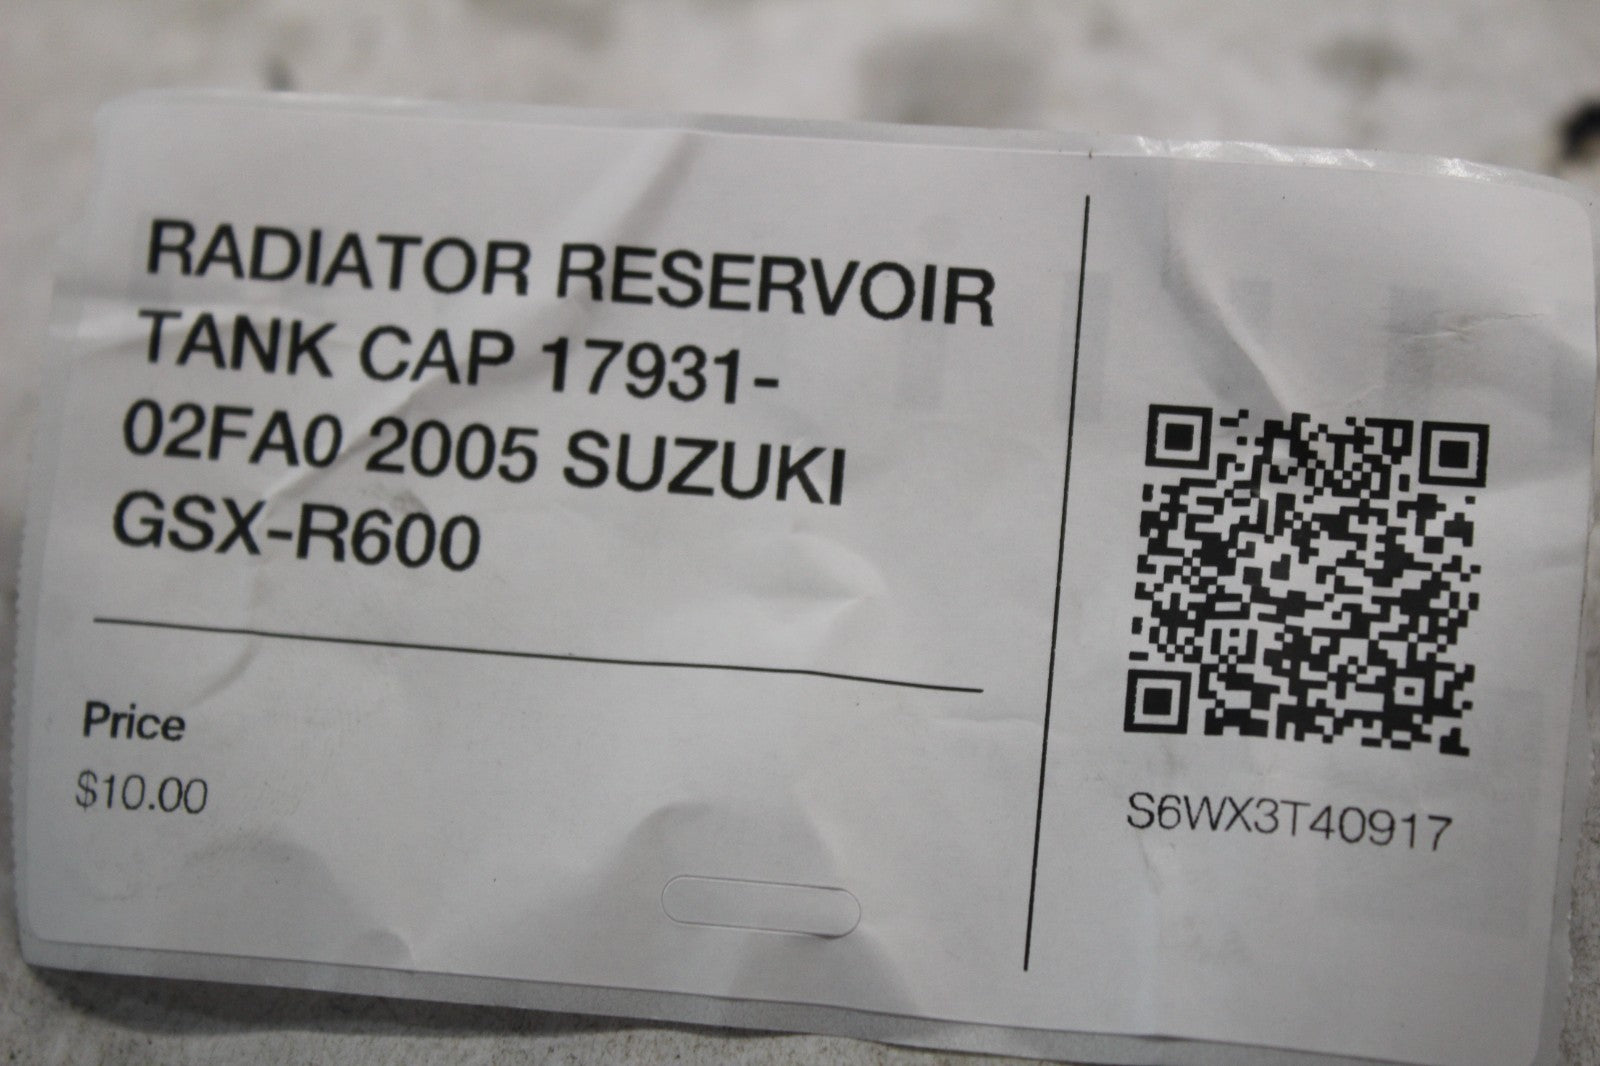 RADIATOR RESERVOIR
TANK CAP 17931-
02FA0 2005 SUZUKI
GSX-R600
Price
$10.00
S6WX3T40917